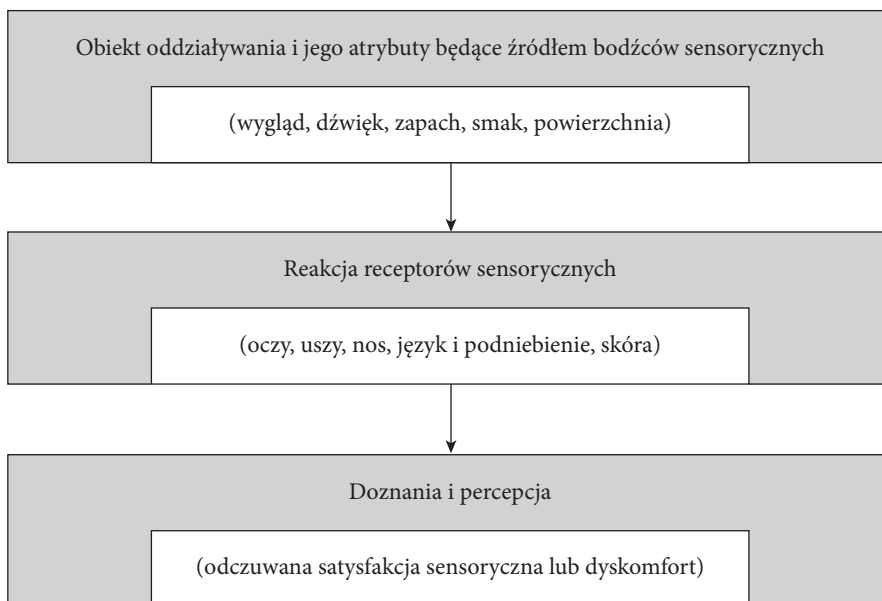 Obiekt oddziaływania i jego atrybuty będące źródłem bodźców sensorycznych
(wygląd, dźwięk, zapach, smak, powierzchnia)
Reakcja receptorów sensorycznych
(oczy, uszy, nos, język i podniebienie, skóra)
Doznania i percepcja
(odczuwana satysfakcja sensoryczna lub dyskomfort)